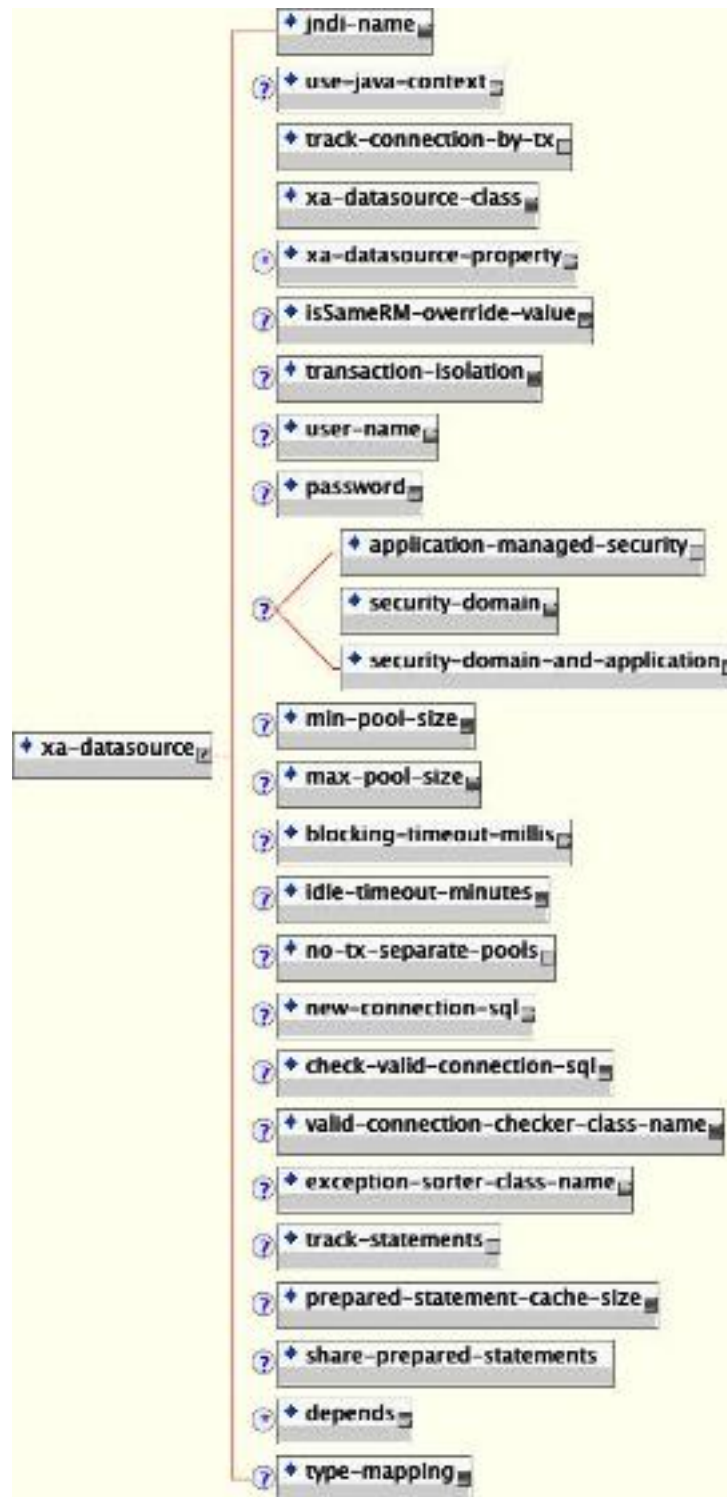 jndi-name
? use-java-context
track-connection-by-tx
xa-datasource-class
* xa-datasource-property
? isSameRM-override-value
? transaction-isolation
? user-name
? password
application-managed-security
? security-domain
security-domain-and-application
? min-pool-size
xa-datasource
? max-pool-size
? blocking-timeout-millis
? idle-timeout-minutes
? no-tx-separate-pools
? new-connection-sql
? check-valid-connection-sql
? valid-connection-checker-class-name
? exception-sorter-class-name
? track-statements
? prepared-statement-cache-size
? share-prepared-statements
* depends
? type-mapping